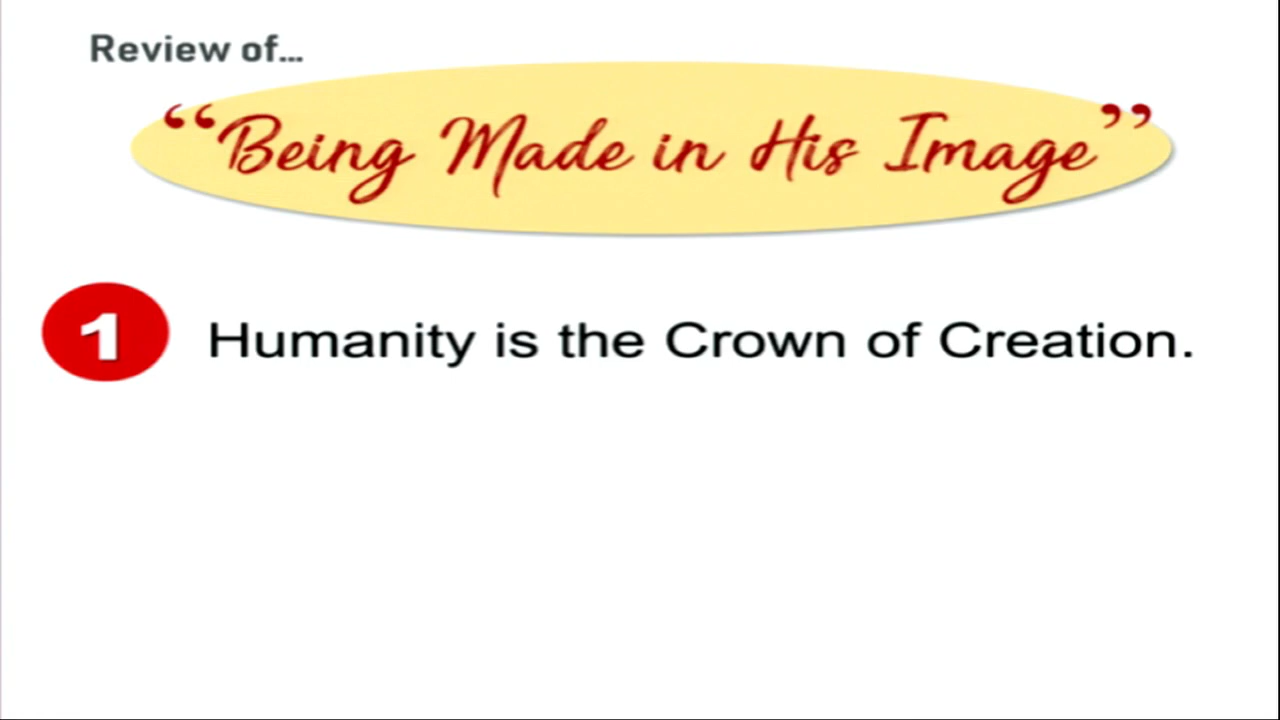 Review of...
“Being Made in His Image”
1 Humanity is the Crown of Creation.